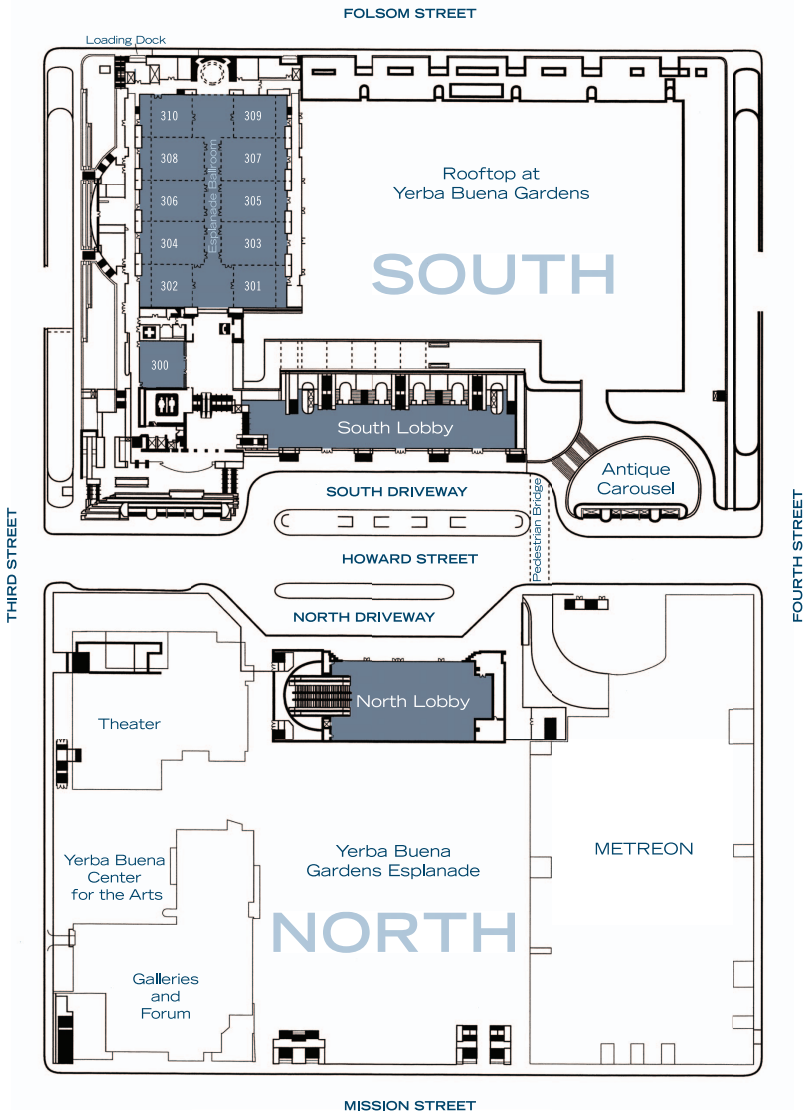 FOLSOM STREET
Loading Dock
310
309
308
307
306
305
304
303
302
301
Esplanade Ballroom
300
Rooftop at
Yerba Buena Gardens
SOUTH
South Lobby
Antique
Carousel
SOUTH DRIVEWAY
Pedestrian Bridge
THIRD STREET
HOWARD STREET
FOURTH STREET
NORTH DRIVEWAY
North Lobby
Theater
Yerba Buena
Center
for the Arts
Yerba Buena
Gardens Esplanade
METREON
NORTH
Galleries
and
Forum
MISSION STREET